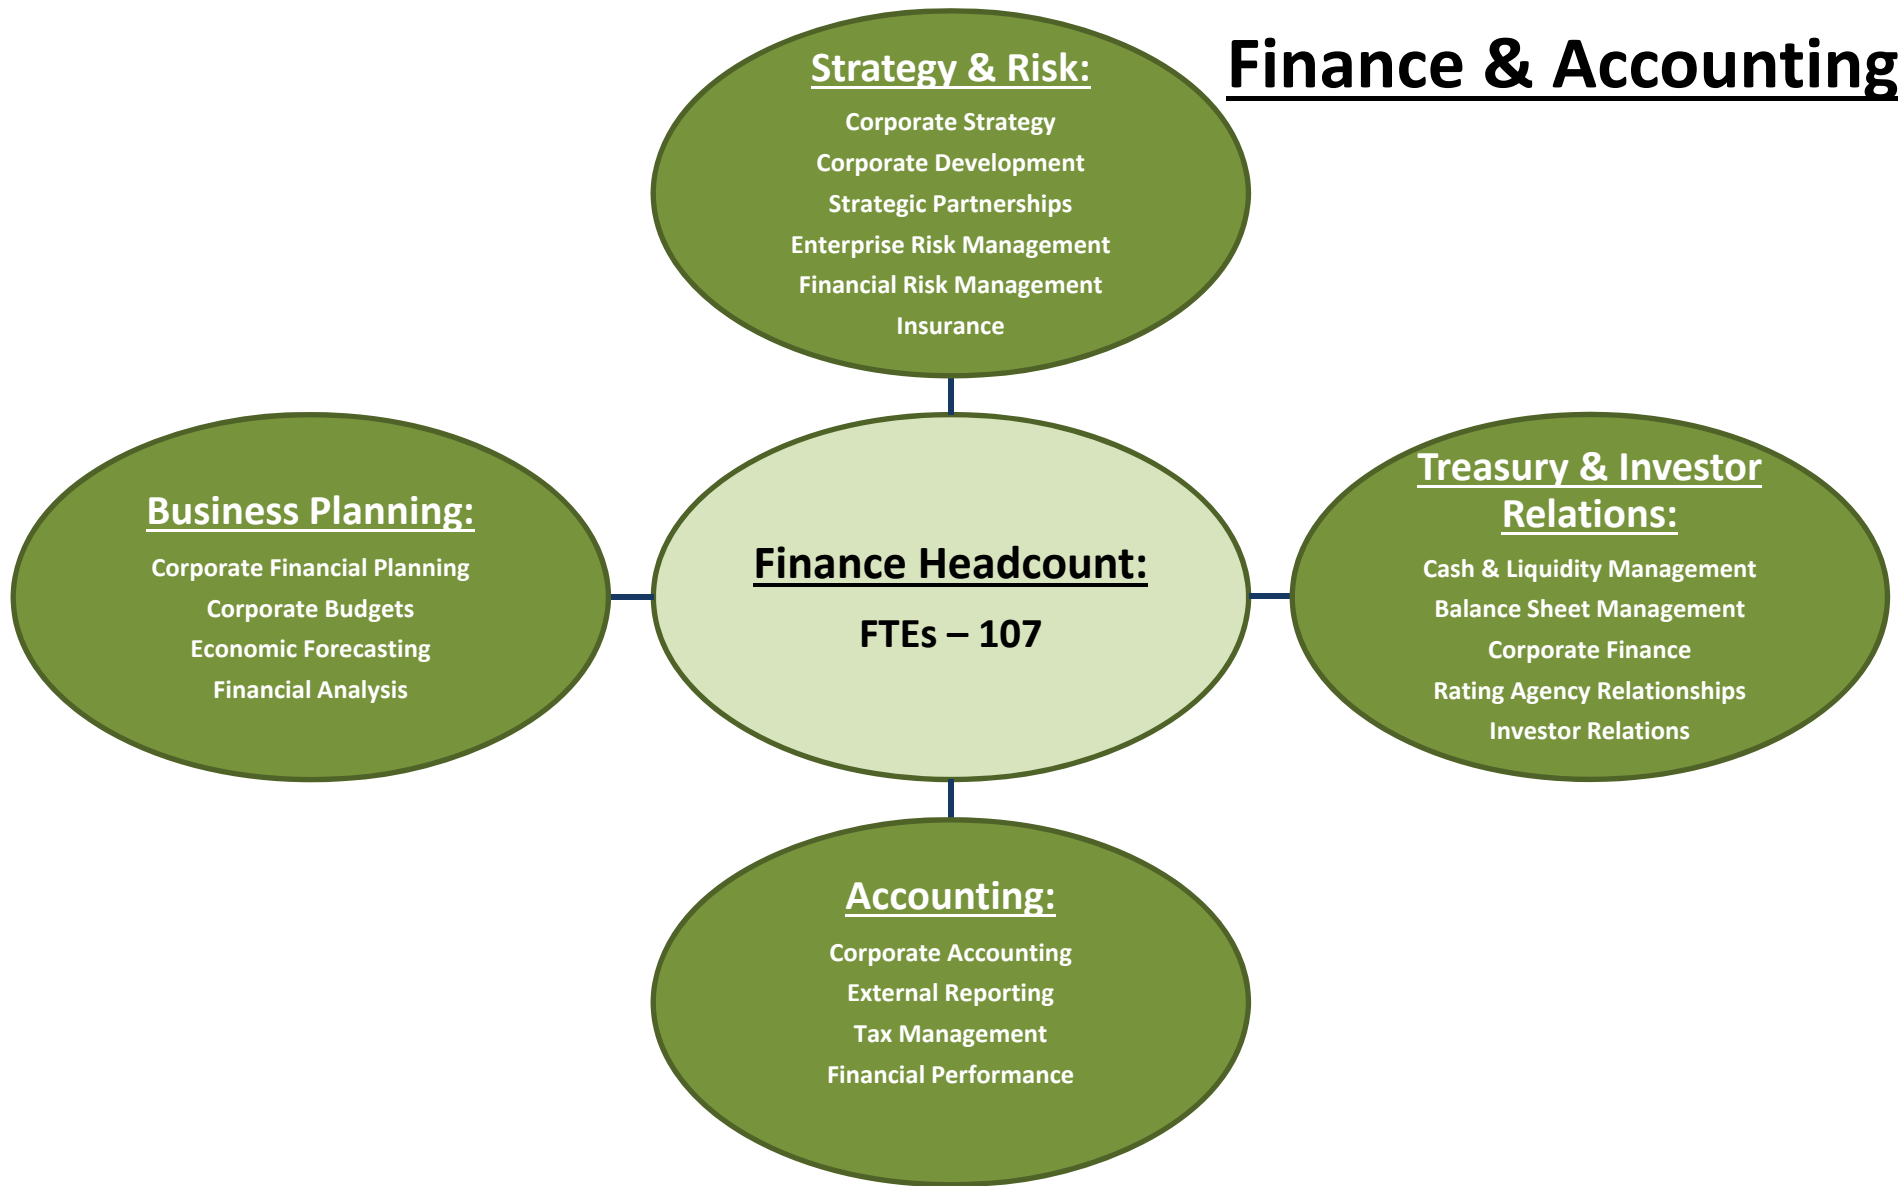 Finance & Accounting
Strategy & Risk:
Corporate Strategy
Corporate Development
Strategic Partnerships
Enterprise Risk Management
Financial Risk Management
Insurance
Business Planning:
Corporate Financial Planning
Corporate Budgets
Economic Forecasting
Financial Analysis
Finance Headcount:
FTEs – 107
Treasury & Investor
Relations:
Cash & Liquidity Management
Balance Sheet Management
Corporate Finance
Rating Agency Relationships
Investor Relations
Accounting:
Corporate Accounting
External Reporting
Tax Management
Financial Performance